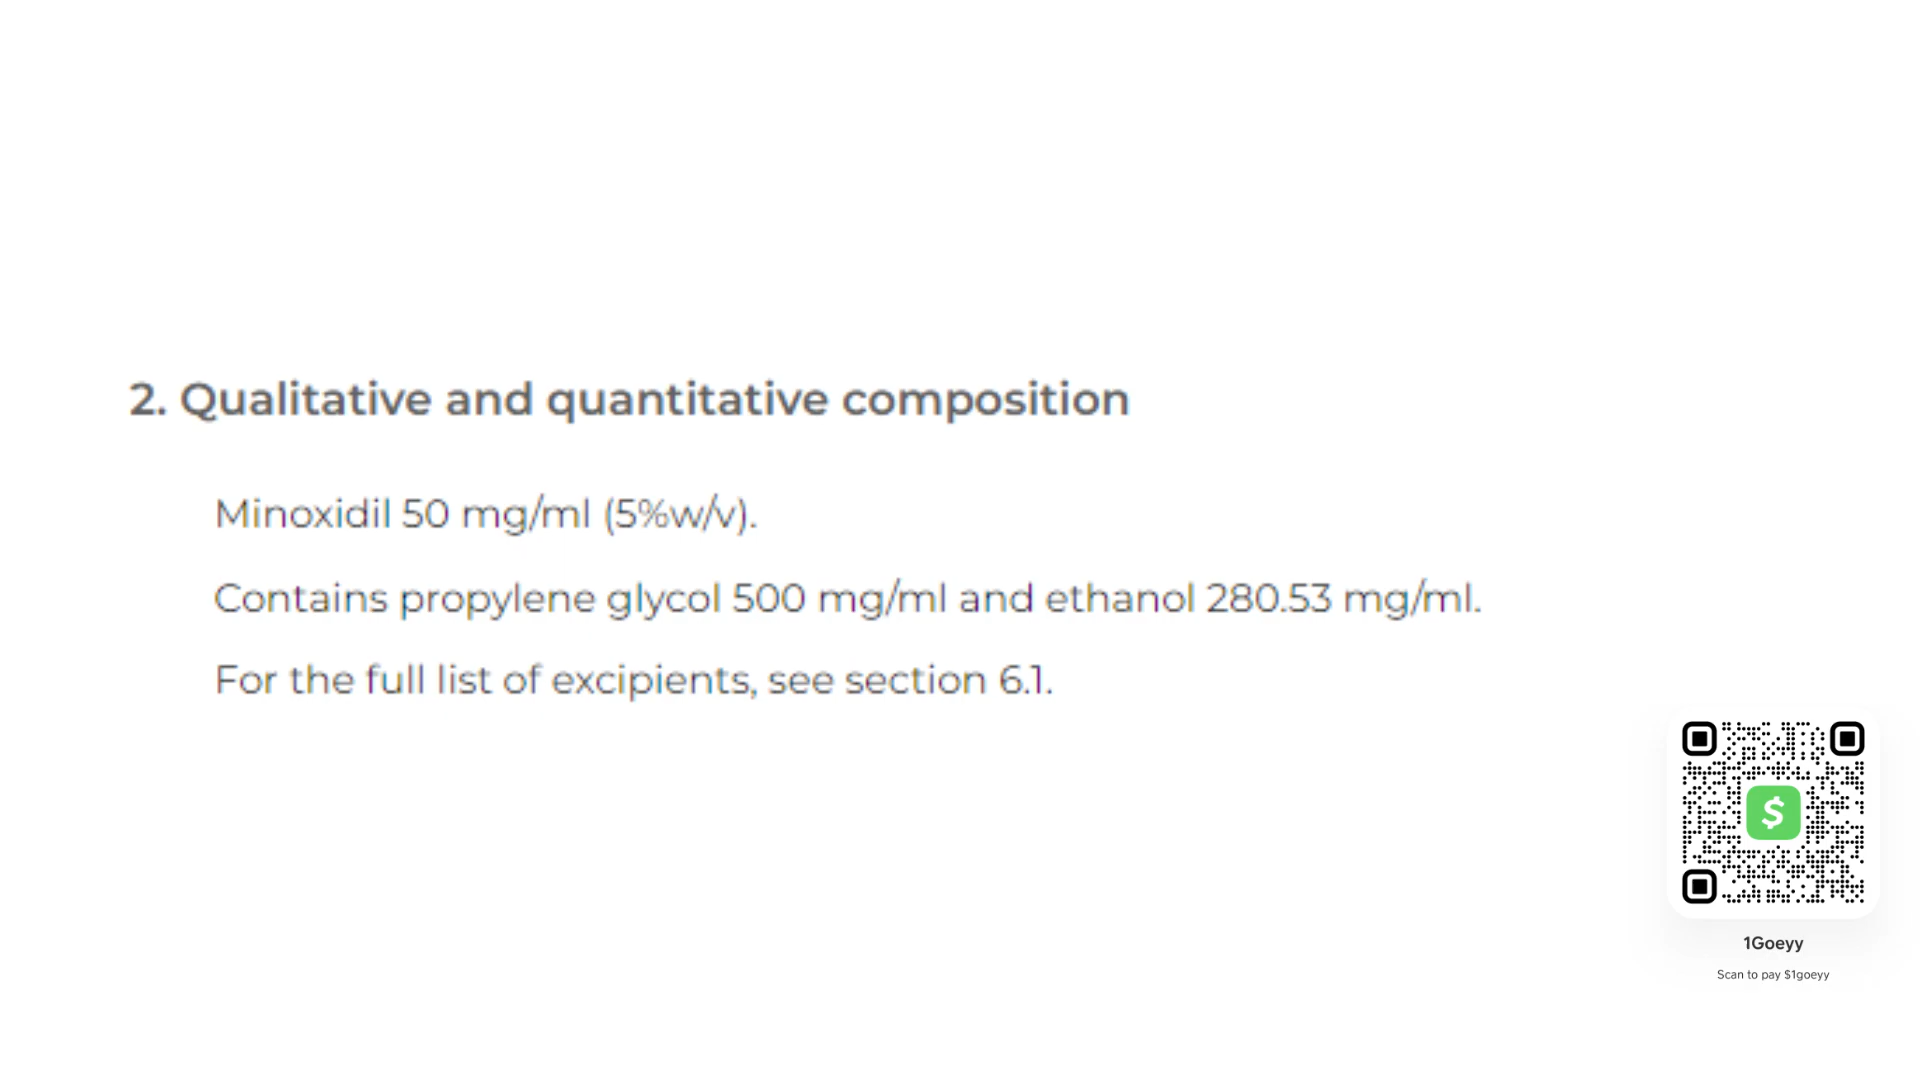 2. Qualitative and quantitative composition
Minoxidil 50 mg/ml (5%w/v).
Contains propylene glycol 500 mg/ml and ethanol 280.53 mg/ml.
For the full list of excipients, see section 6.1.
$
1Goeyy
Scan to pay $1goeyy